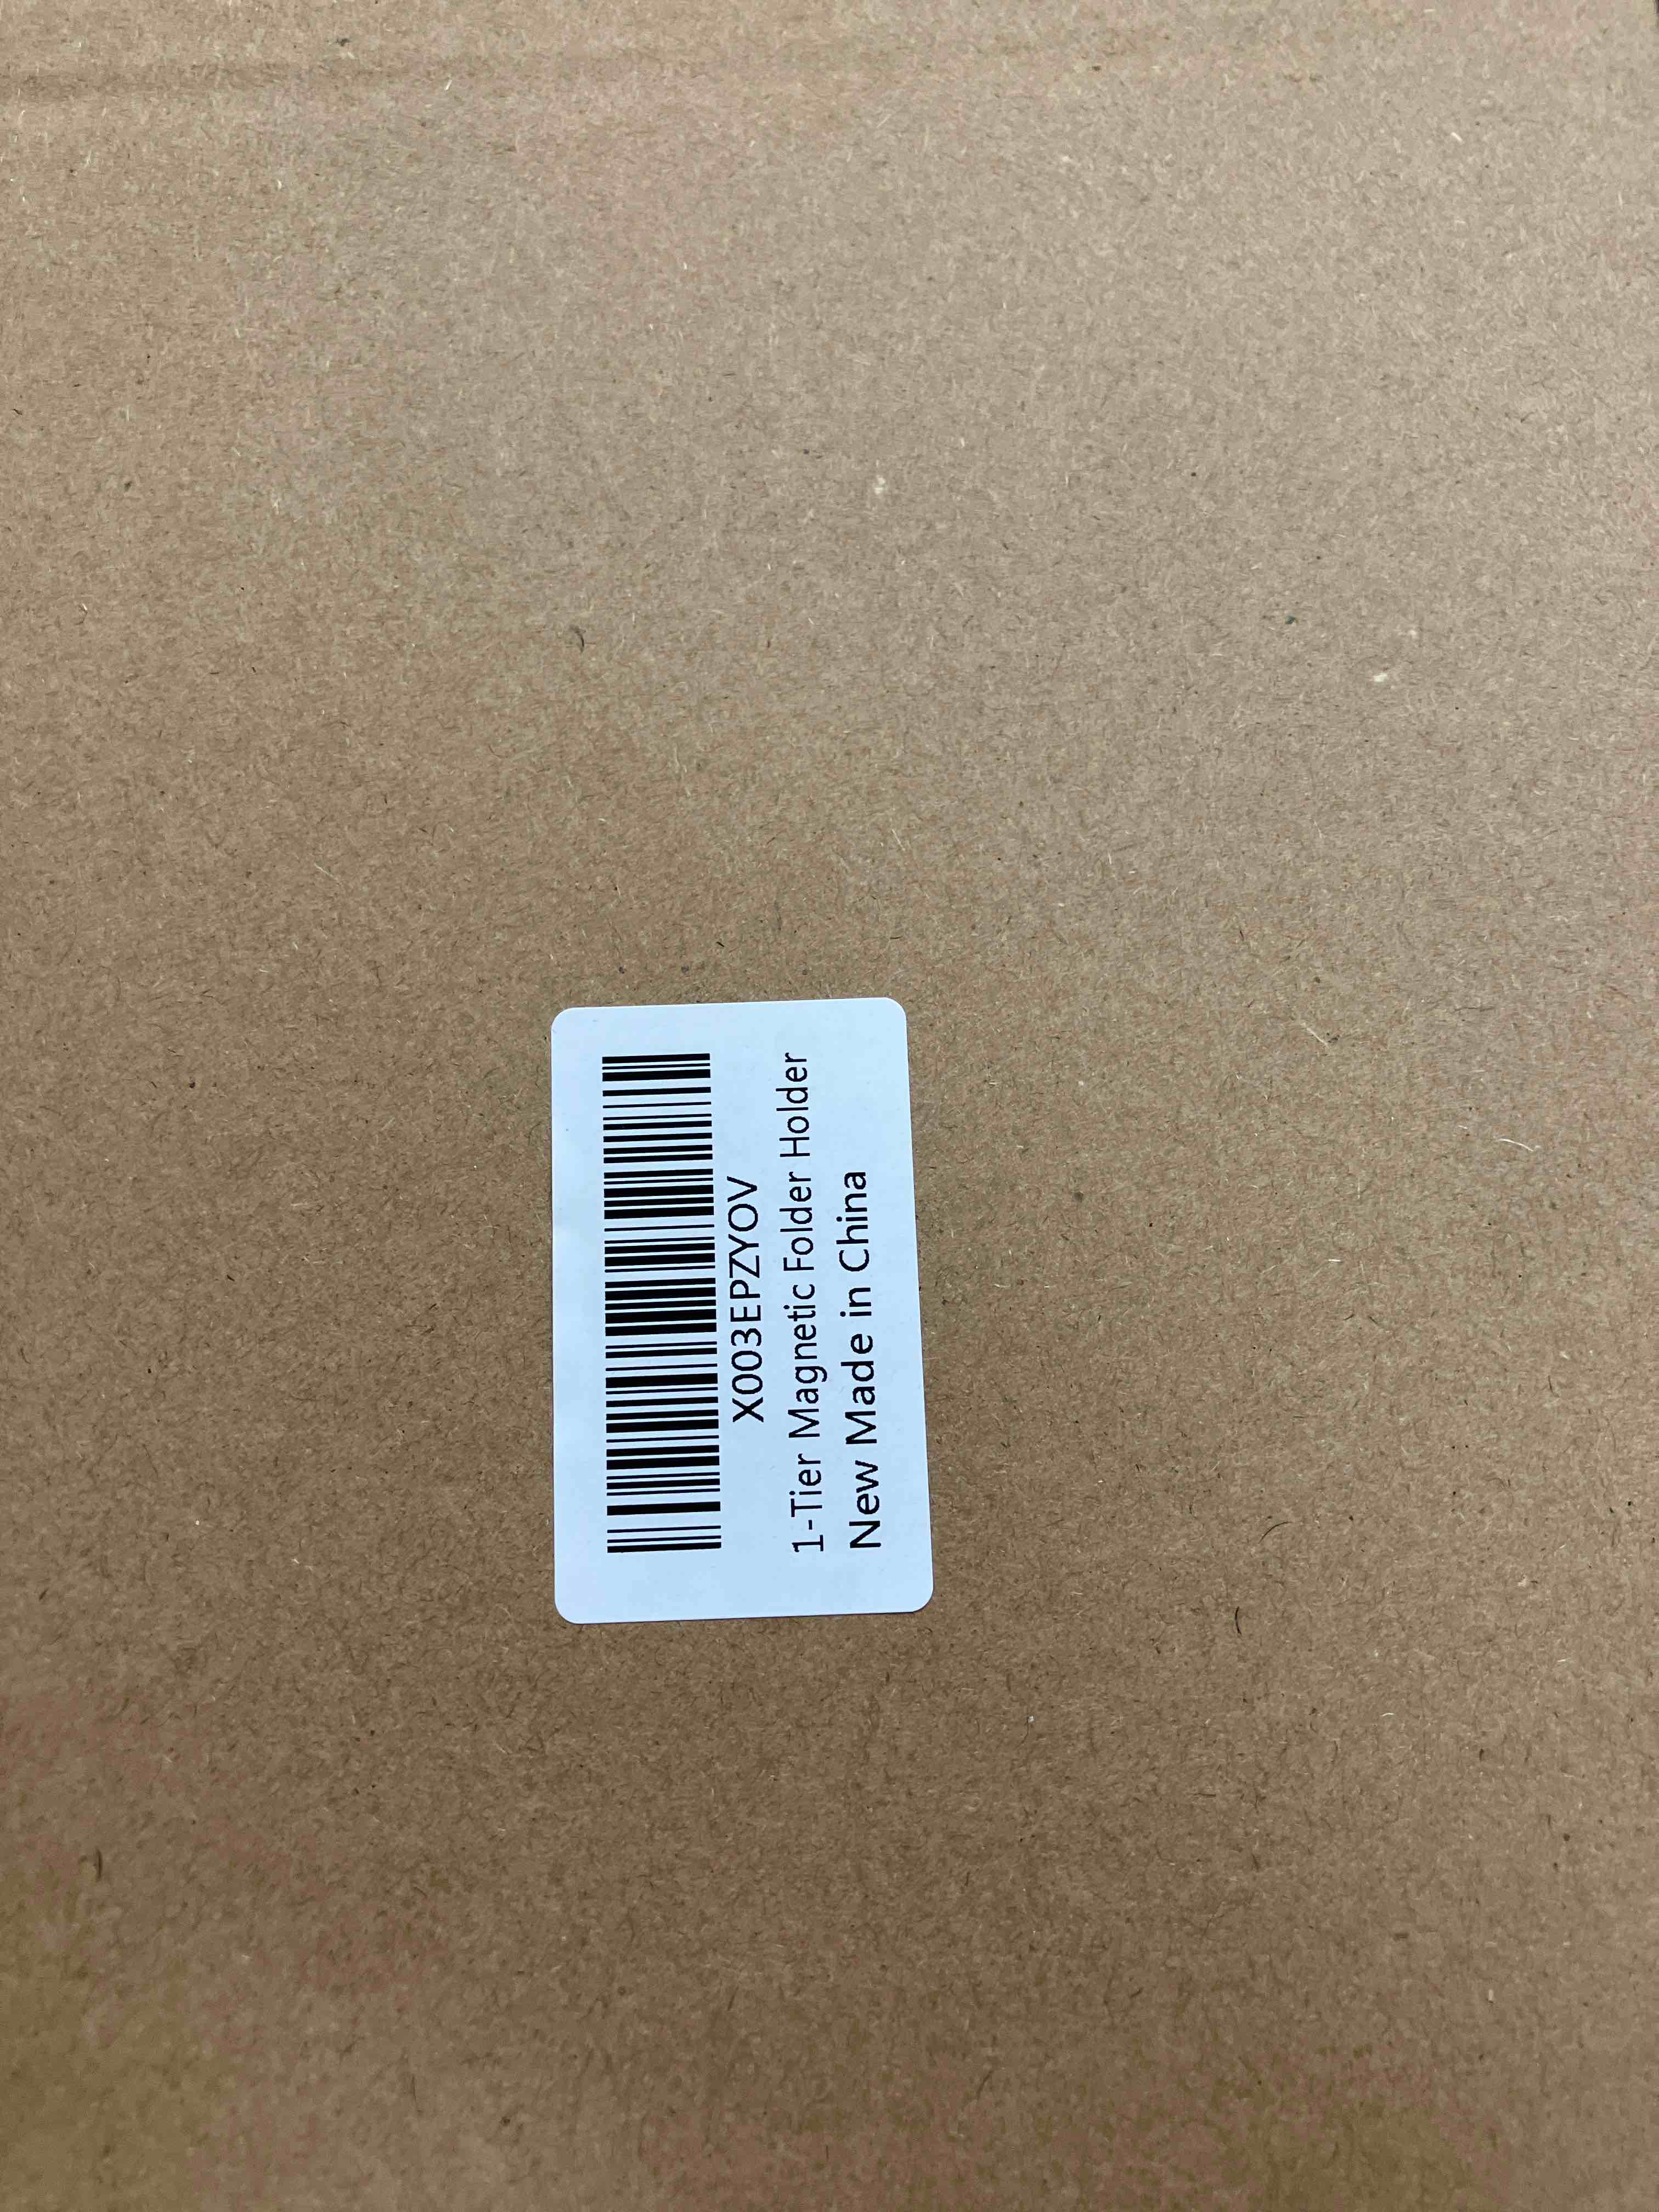 X003EPZYOV
1-Tier Magnetic Folder Holder
New Made in China